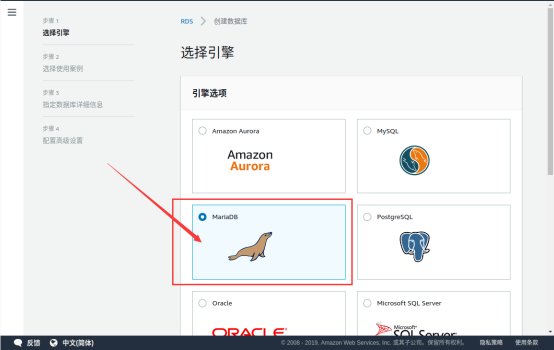 步骤 1
选择引擎
步骤 2
选择使用案例
步骤 3
指定数据库详细信息
步骤 4
配置高级设置
RDS > 创建数据库
选择引擎
引擎选项
Amazon Aurora
Amazon
Aurora
MySQL
MariaDB
PostgreSQL
Oracle
ORACLE
Microsoft SQL Server
Microsoft
SQL Server
反馈 中文(简体) © 2008 - 2019, Amazon Web Services, Inc. 或其子公司。保留所有权利。 隐私策略 使用条款